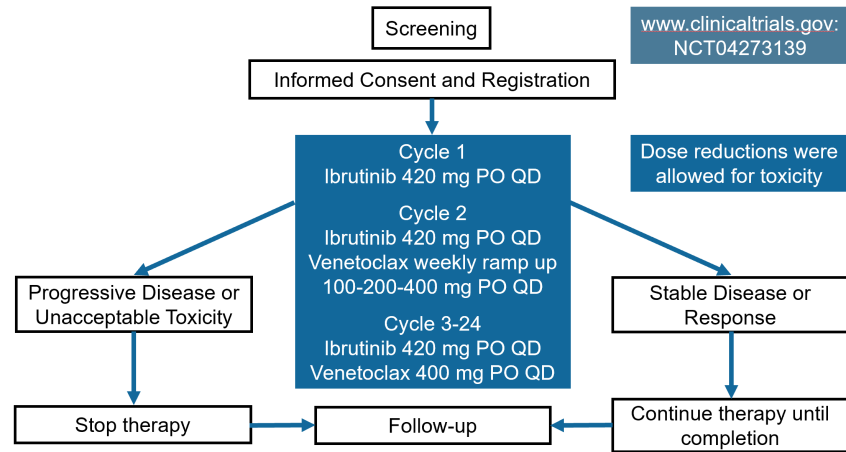 Screening
www.clinicaltrials.gov:
NCT04273139
Informed Consent and Registration
Cycle 1
Ibrutinib 420 mg PO QD
Cycle 2
Ibrutinib 420 mg PO QD
Venetoclax weekly ramp up
100-200-400 mg PO QD
Cycle 3-24
Ibrutinib 420 mg PO QD
Venetoclax 400 mg PO QD
Dose reductions were
allowed for toxicity
Progressive Disease or
Unacceptable Toxicity
Stable Disease or
Response
Stop therapy
Follow-up
Continue therapy until
completion